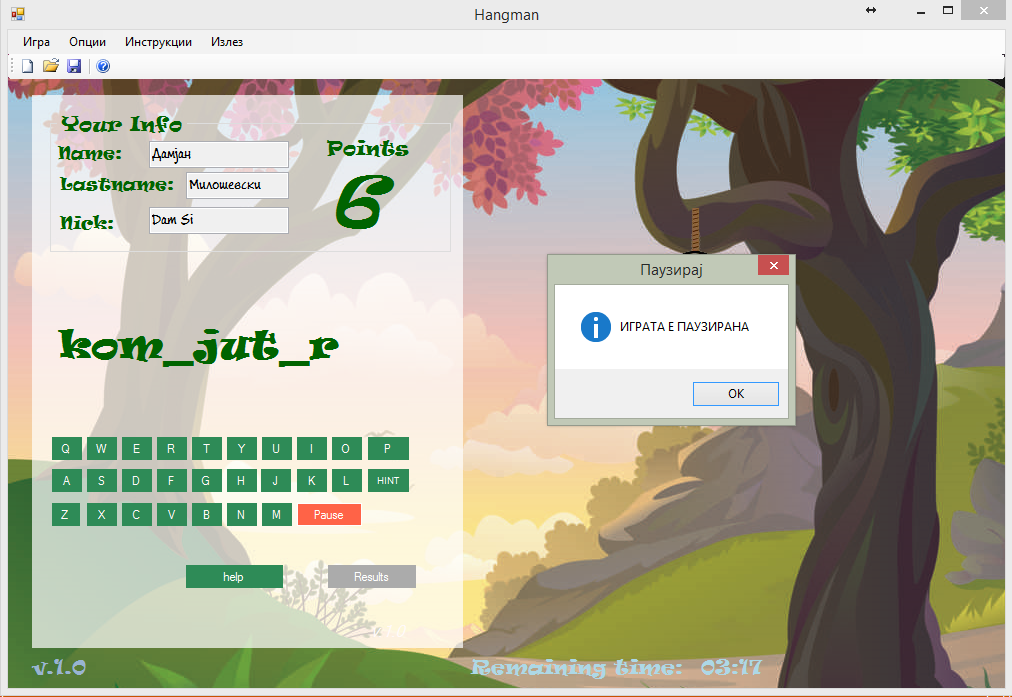 Hangman
Игра Опции Инструкции Излез
Your Info
Name: Дамјан
Lastname: Милошевски
Nick: Dam Si
Points
6
Паузирај
ИГРАТА Е ПАУЗИРАНА
OK
kom_jut_r
Q W E R T Y U I O P
A S D F G H J K L HINT
Z X C V B N M Pause
help Results
v.1.0 Remaining time: 03:17